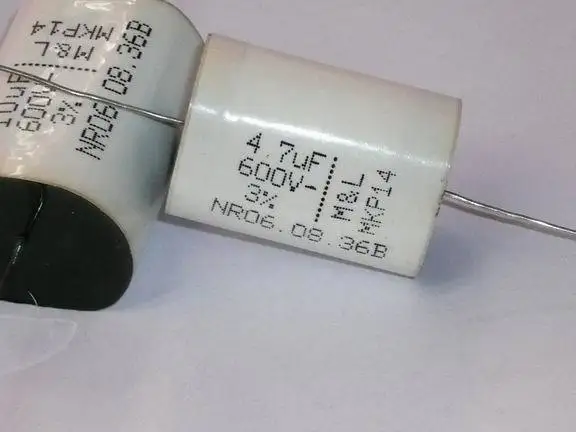 10uF
600V-
3%
M&L
MKP14
NR06.08.36B
4.7uF
600V-
3%
M&L
MKP14
NR06.08.36B